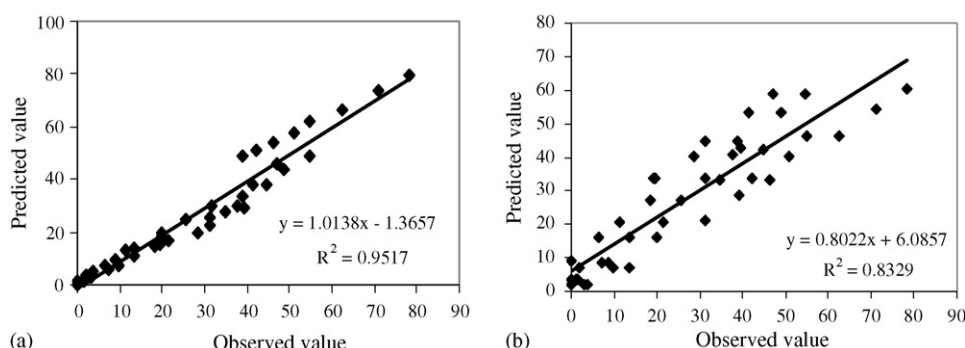 100
80
60
40
20
0
Predicted value
y = 1.0138x - 1.3657
R² = 0.9517
0 10 20 30 40 50 60 70 80 90
(a) Observed value
80
70
60
50
40
30
20
10
0
Predicted value
y = 0.8022x + 6.0857
R² = 0.8329
0 10 20 30 40 50 60 70 80 90
(b) Observed value